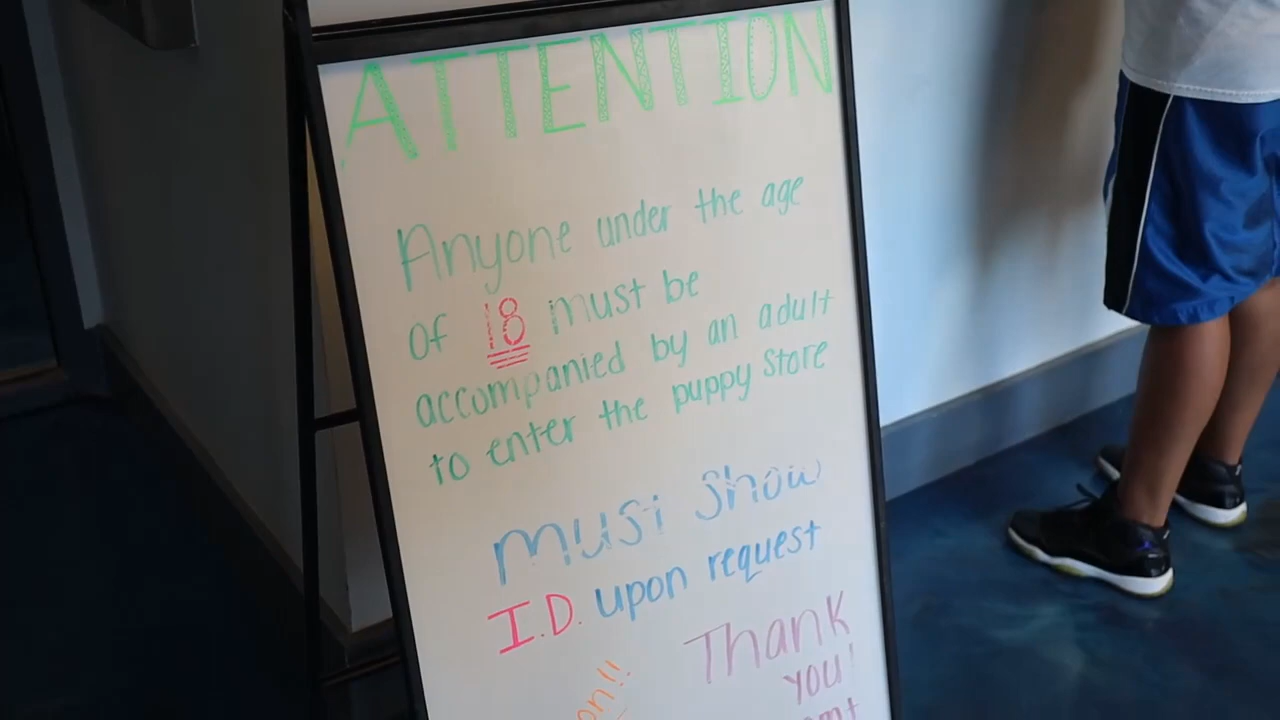 ATTENTION
Anyone under the age
of 18 must be
accompanied by an adult
to enter the puppy store
Must Show
I.D. upon request
Thank
you!